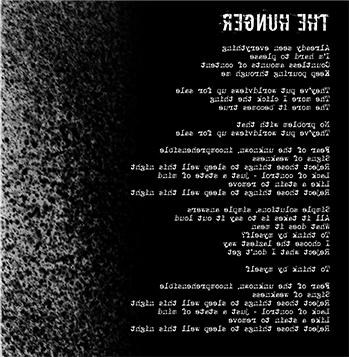 THE HUNGER
Already seen everything
I'm hard to please
Countless amounts of content
Keep pouring through me
They've put worldviews up for sale
The more I click the thing
The more it becomes true
No problem with that
They've put worldviews up for sale
Fear of the unknown, incomprehensible
Signs of weakness
Reject those things to sleep well this night
Lack of control - just a state of mind
Like a stain to remove
Reject those things to sleep well this night
Simple solutions, simple answers
All it takes is to say it out loud
What does it mean
To think by myself?
I chose the laziest way
Reject what I don't get
To think by myself
Fear of the unknown, incomprehensible
Signs of weakness
Reject those things to sleep well this night
Lack of control - just a state of mind
Like a stain to remove
Reject those things to sleep well this night